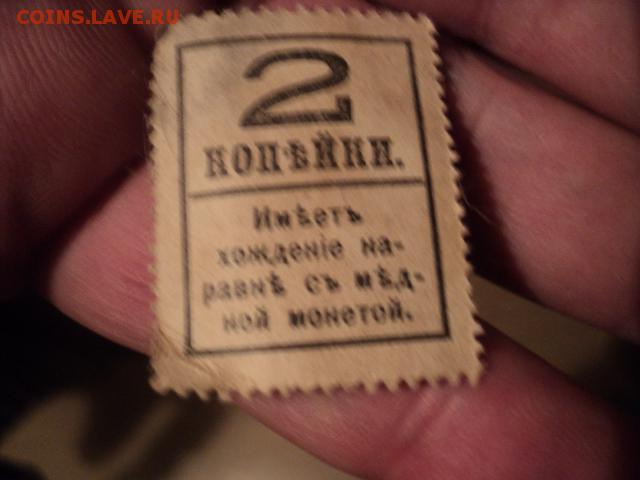 COINS.LAVE.RU
2
КОПѢЙКИ.
Имѣетъ
хожденіе на-
равнѣ съ мѣд-
ной монетой.